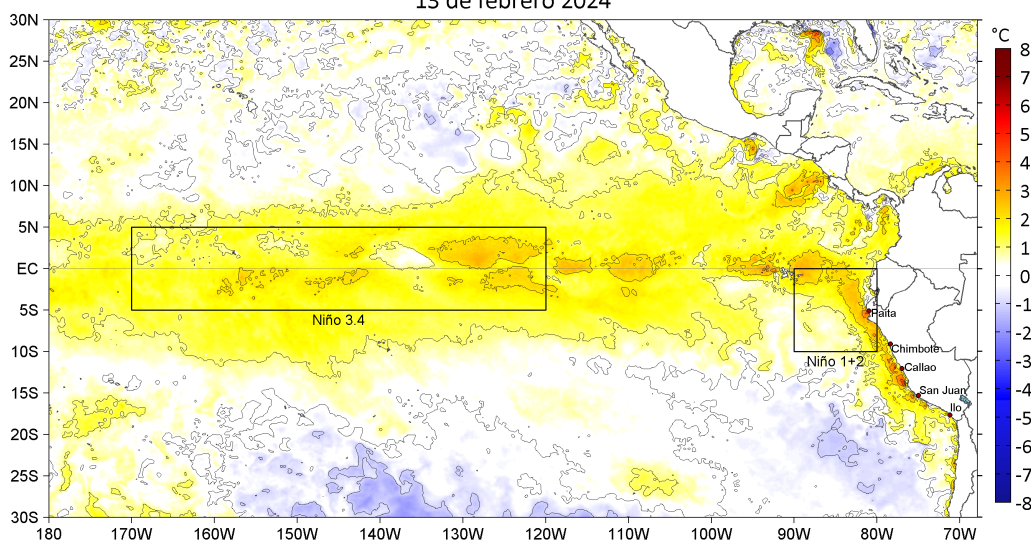 13 de febrero 2024
30N
25N
20N
15N
10N
5N
EC
5S
10S
15S
20S
25S
30S
180
170W
160W
150W
140W
130W
120W
110W
100W
90W
80W
70W
Niño 3.4
Niño 1+2
Paita
Chimbote
Callao
San Juan
Ilo
°C
8
7
6
5
4
3
2
1
0
-1
-2
-3
-4
-5
-6
-7
-8